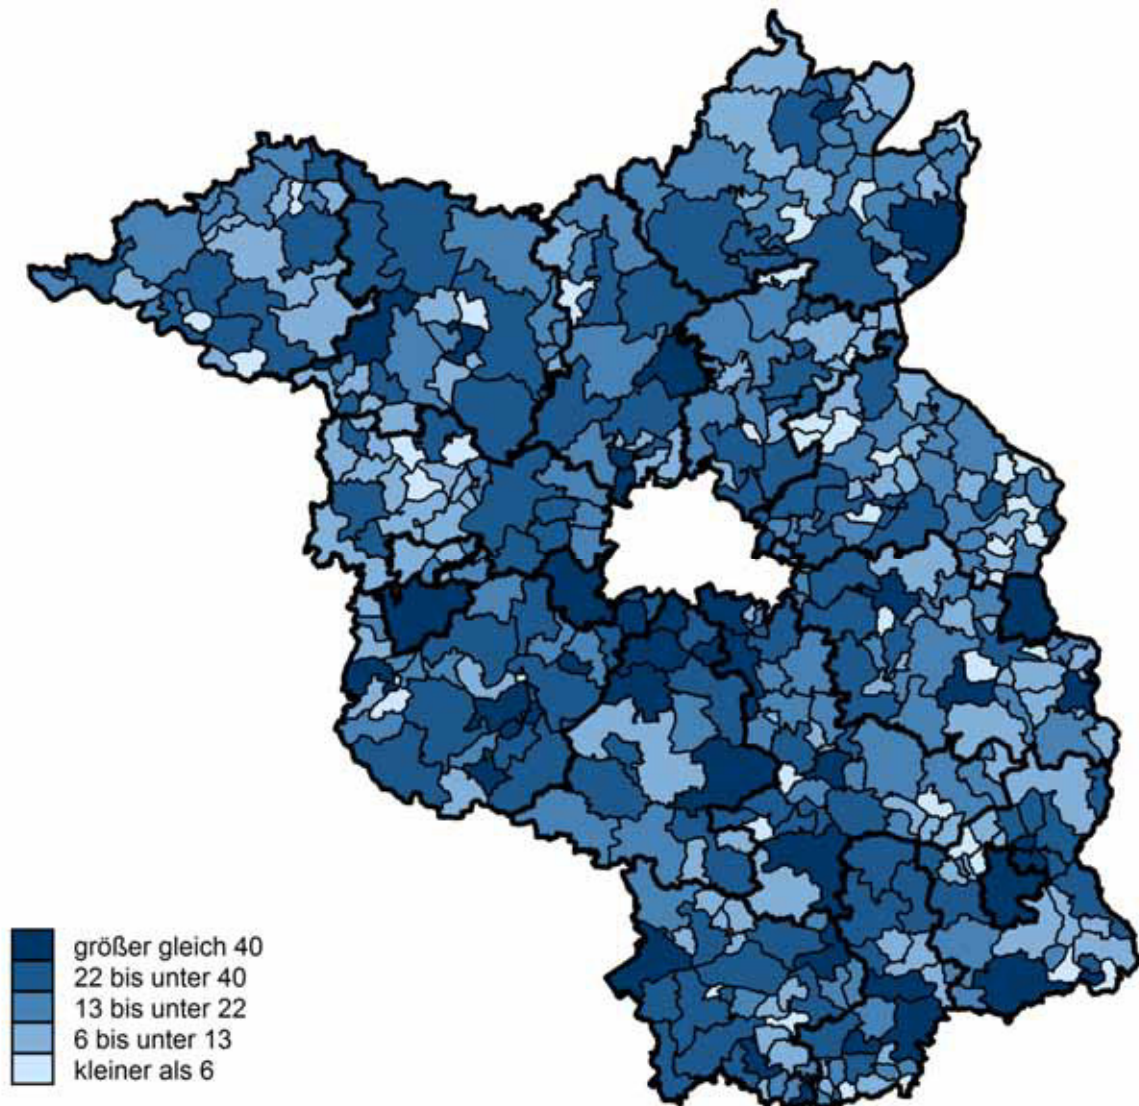 größer gleich 40
22 bis unter 40
13 bis unter 22
6 bis unter 13
kleiner als 6